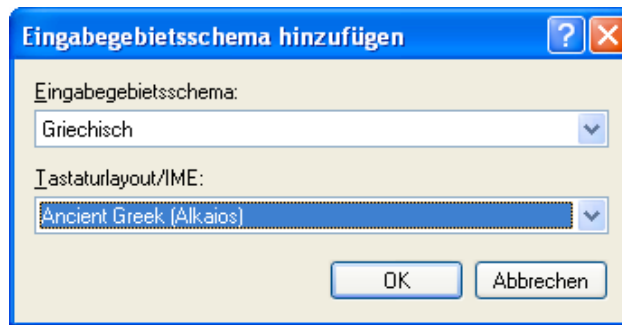 Eingabegebietsschema hinzufügen
Eingabegebietsschema:
Griechisch
Tastaturlayout/IME:
Ancient Greek (Alkaios)
OK Abbrechen